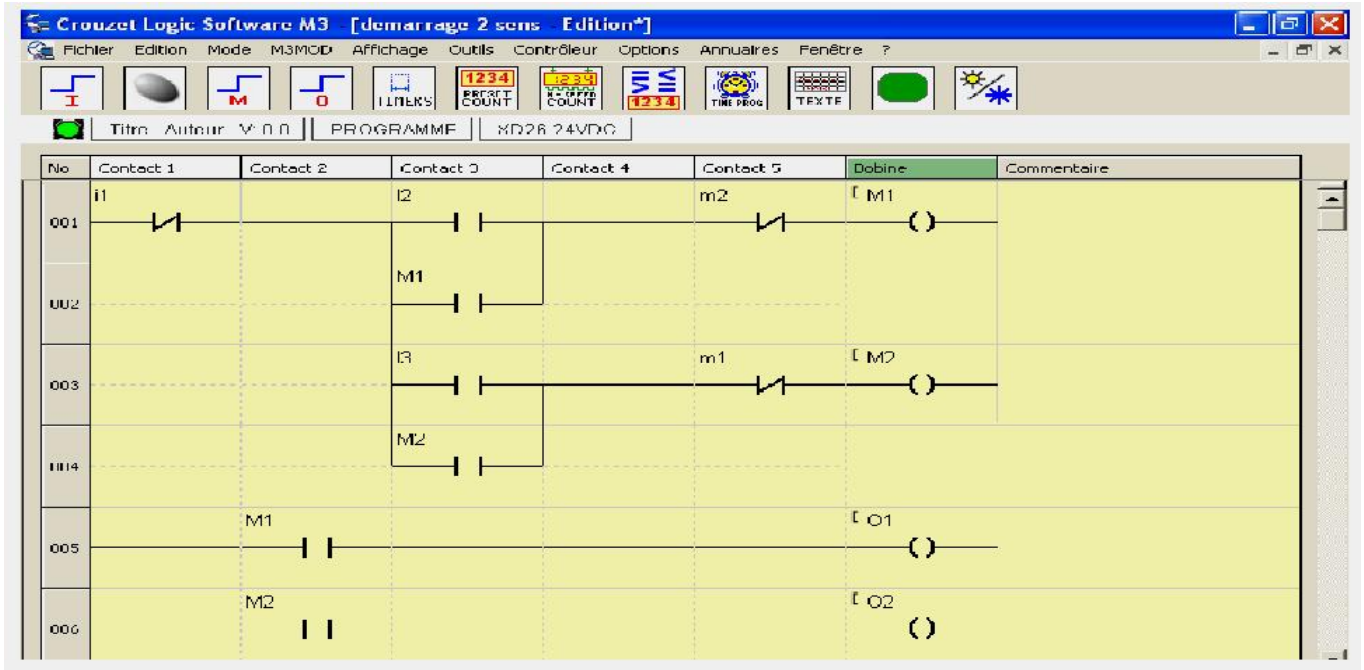 Crouzet Logic Software M3 - [demarrage 2 sens - Edition*]
Fichier Edition Mode M3MOD Affichage Outils Contrôleur Options Annuaires Fenêtre ?
I M O TIMERS 1234 PRESET COUNT 1234 COUNT 1234 TIME PROG TEXTE
Titre Auteur V: 0.0 PROGRAMME XD26 24VDC
No Contact 1 Contact 2 Contact 3 Contact 4 Contact 5 Bobine Commentaire
001 i1 I2 m2 [ M1
002 M1
003 I3 m1 [ M2
004 M2
005 M1 [ O1
006 M2 [ O2